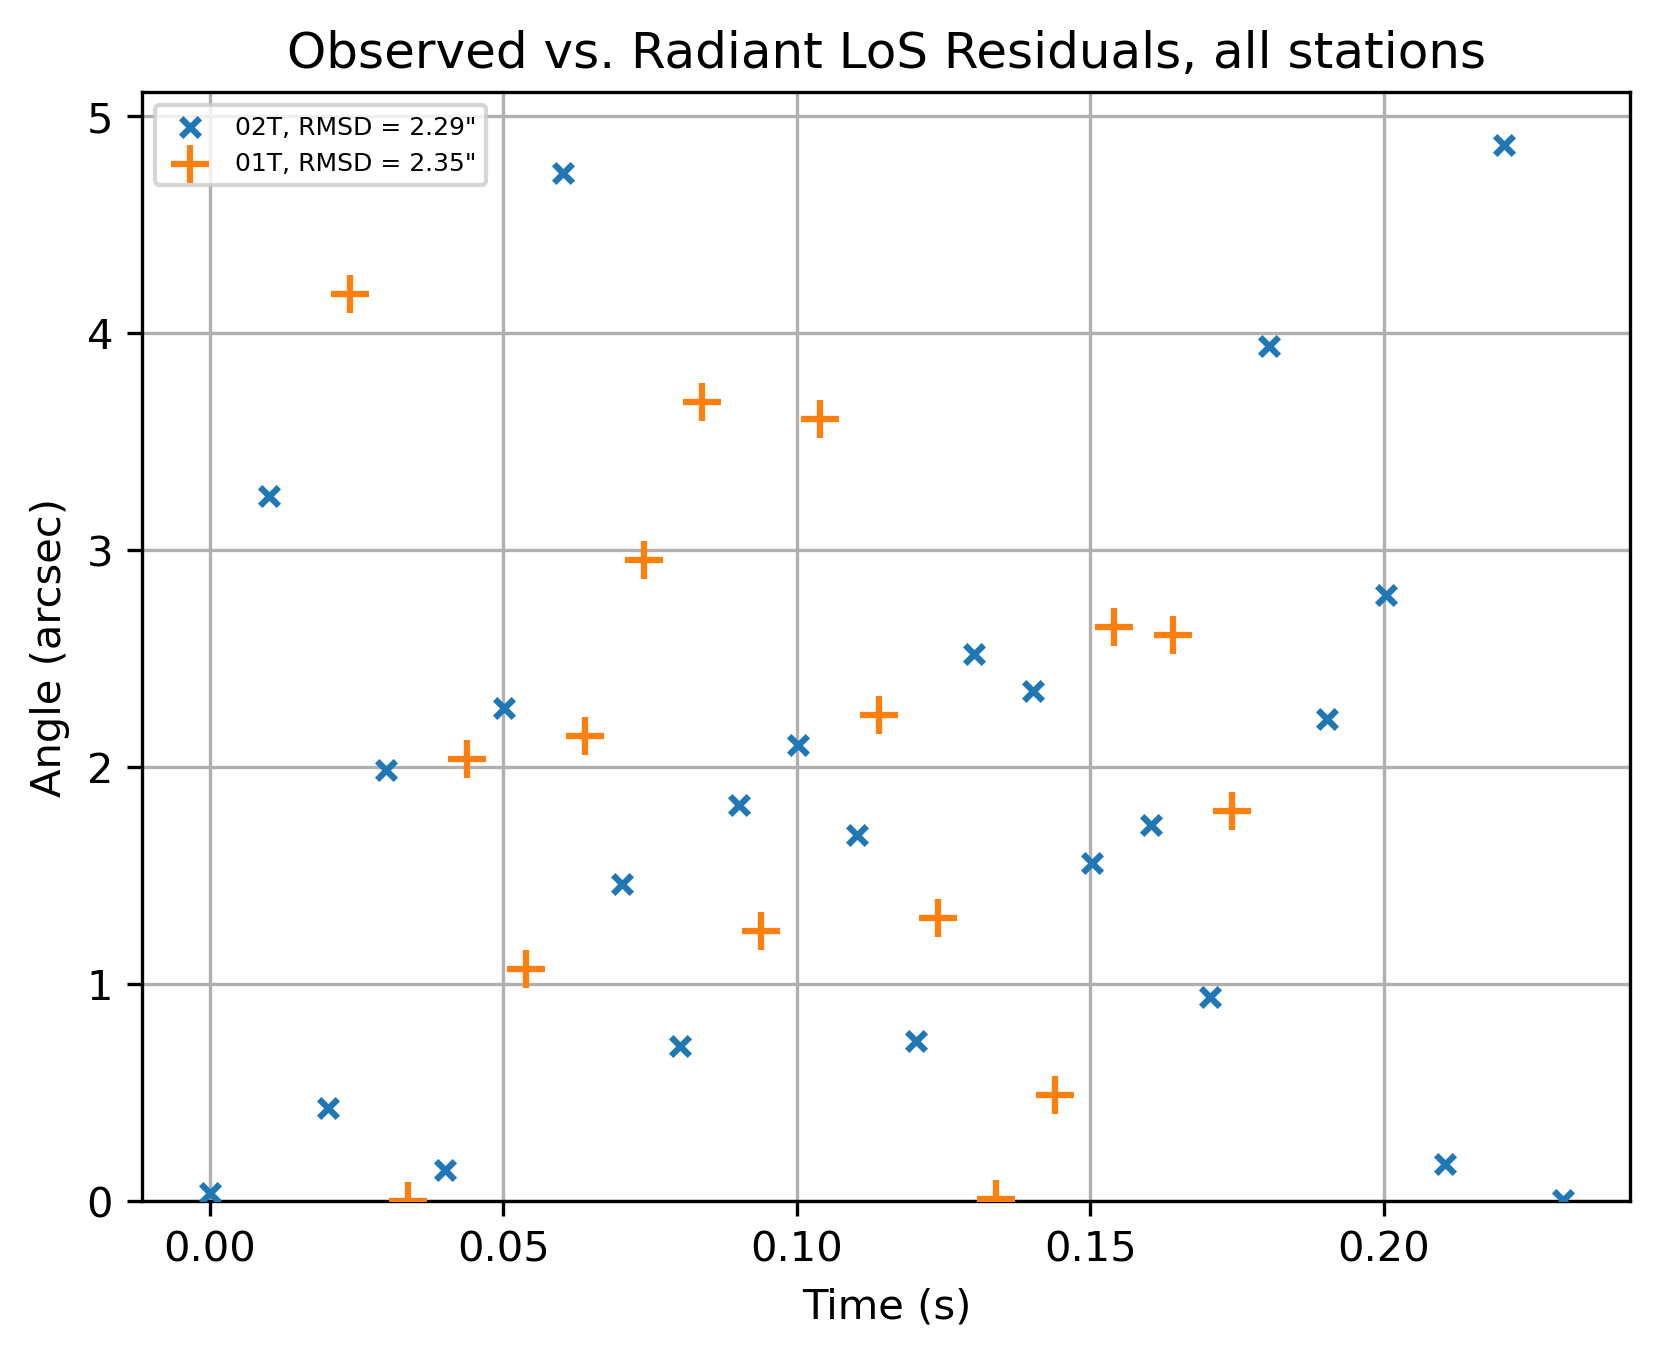 Observed vs. Radiant LoS Residuals, all stations
02T, RMSD = 2.29"
01T, RMSD = 2.35"
5
4
3
2
1
0
Angle (arcsec)
0.00 0.05 0.10 0.15 0.20
Time (s)